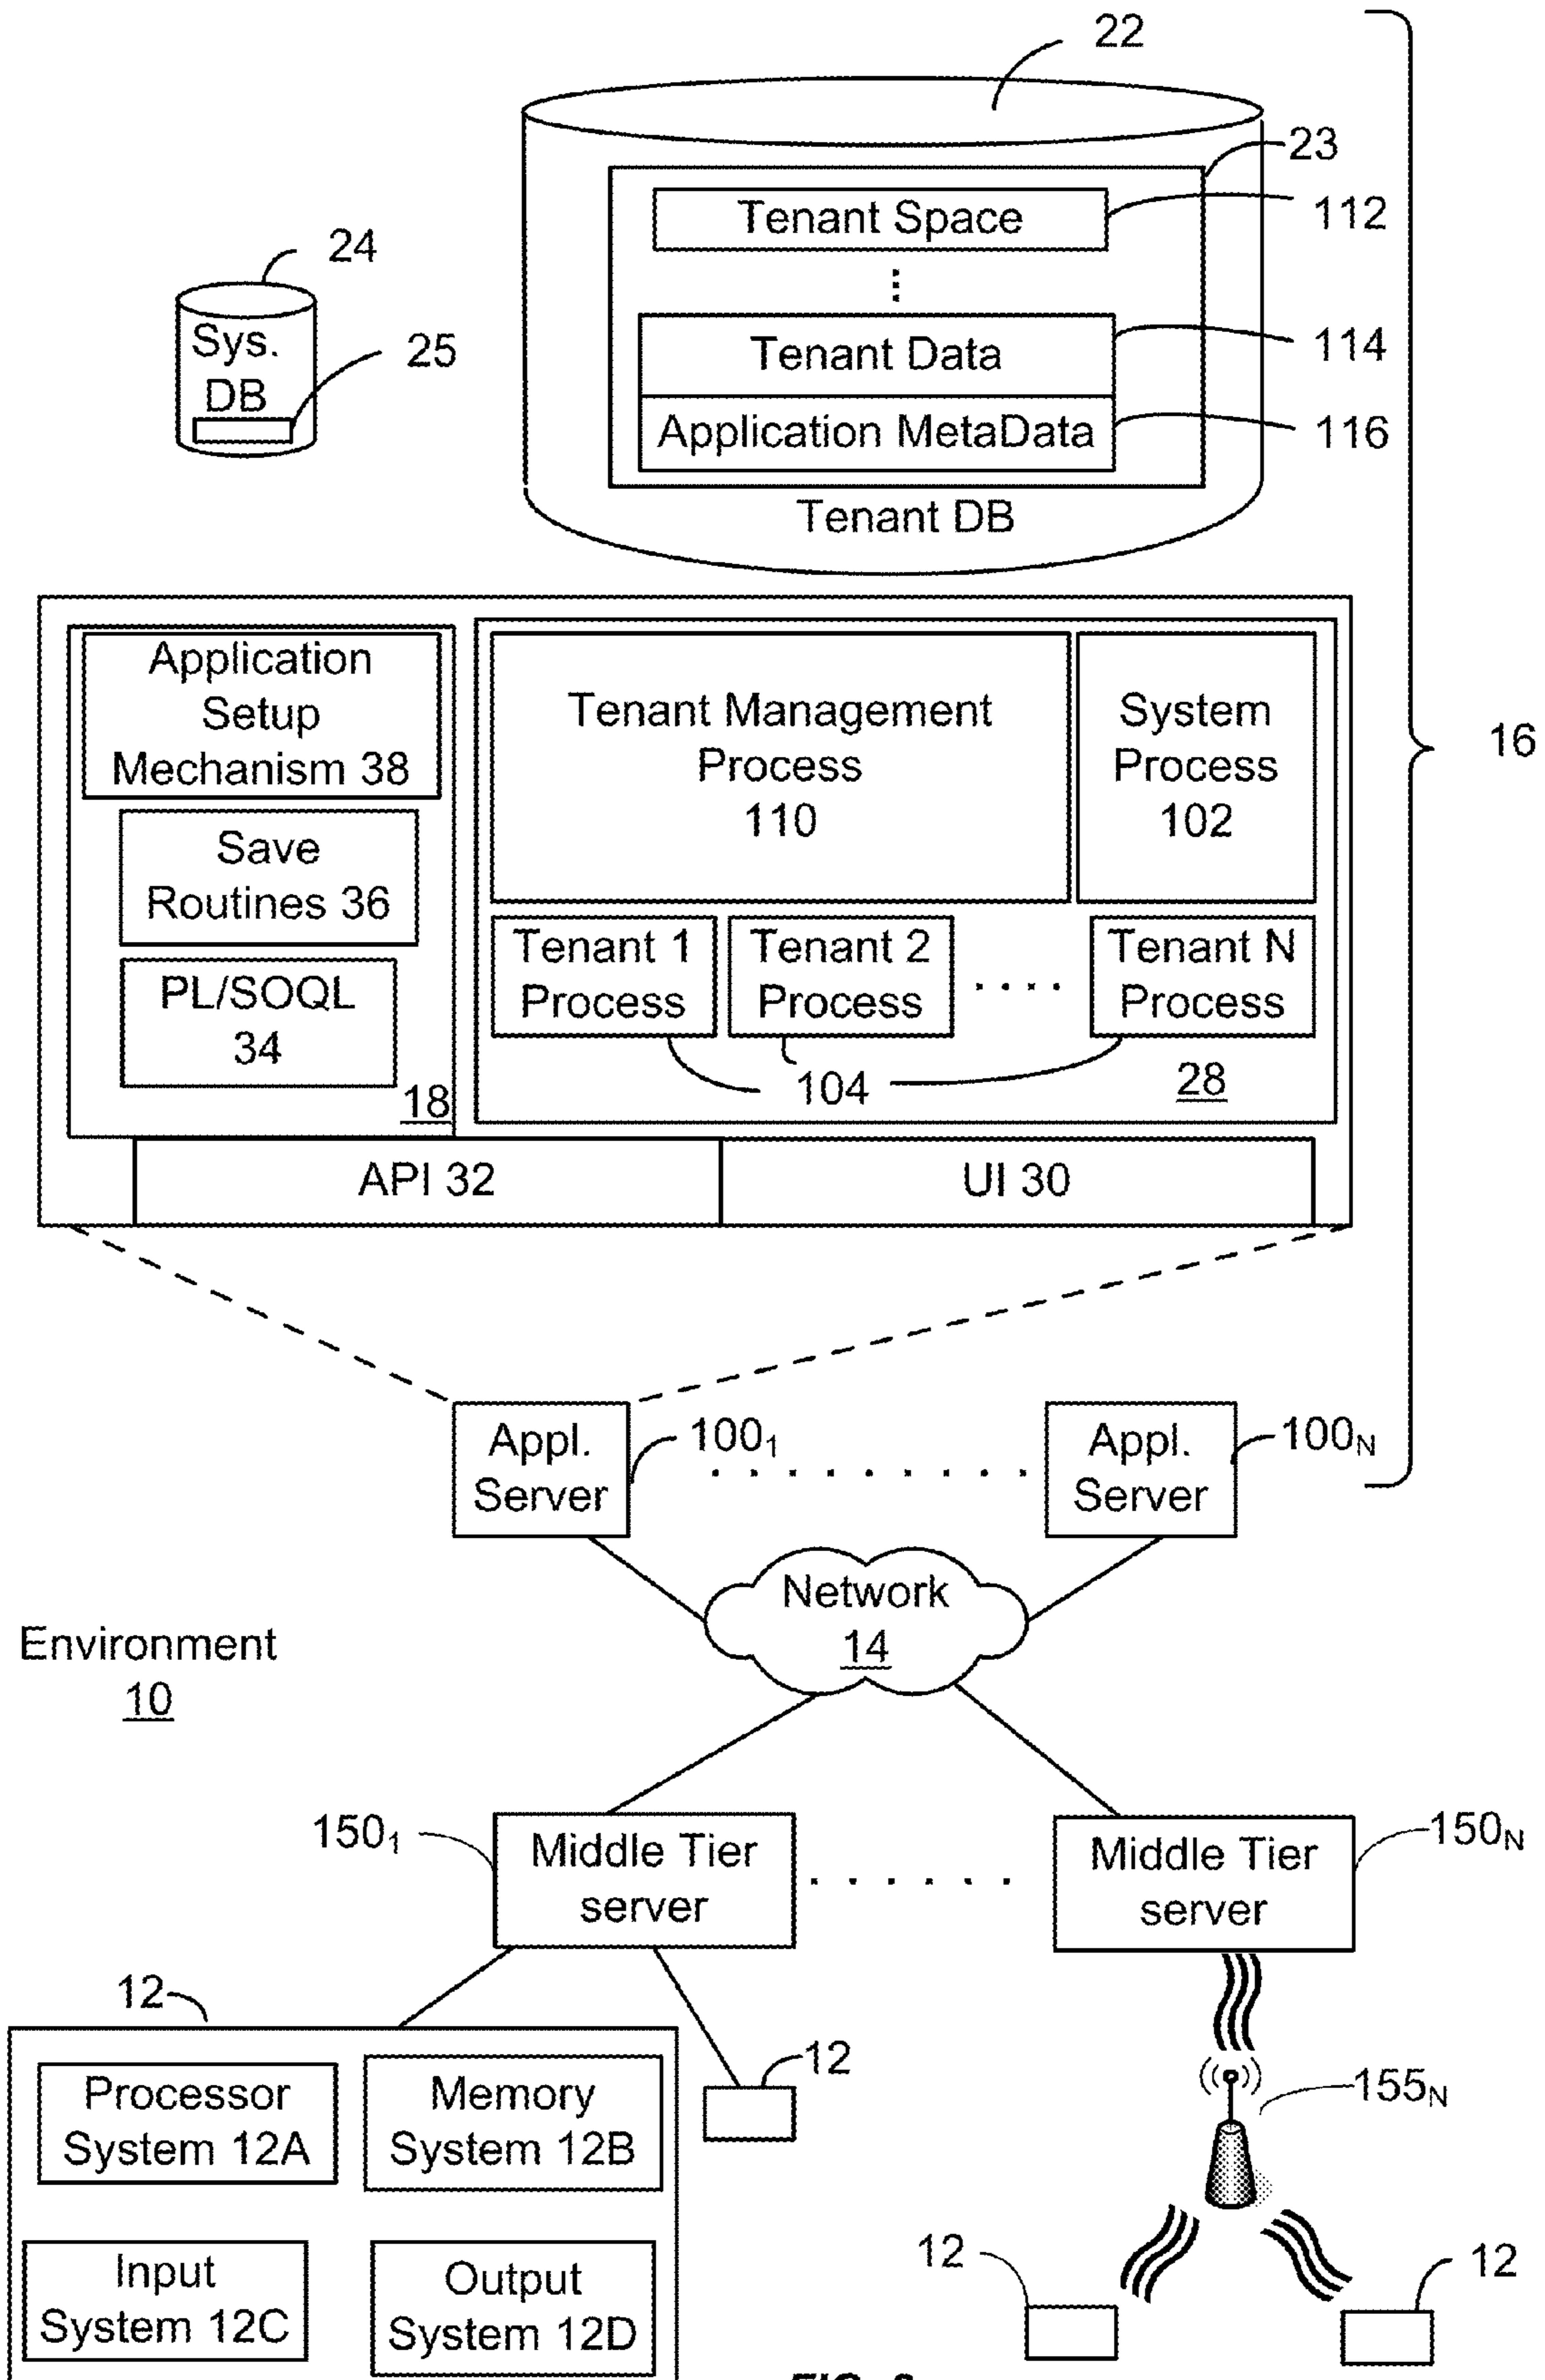 22
23
Tenant Space
112
24
Sys.
DB
25
Tenant Data
114
Application MetaData
116
Tenant DB
16
Application
Setup
Mechanism 38
Save
Routines 36
PL/SOQL
34
18
Tenant Management
Process
110
System
Process
102
Tenant 1
Process
Tenant 2
Process
Tenant N
Process
104
28
API 32
UI 30
Appl.
Server
100₁
Appl.
Server
100N
Network
14
Environment
10
150₁
Middle Tier
server
Middle Tier
server
150N
12
Processor
System 12A
Memory
System 12B
Input
System 12C
Output
System 12D
12
155N
12
12